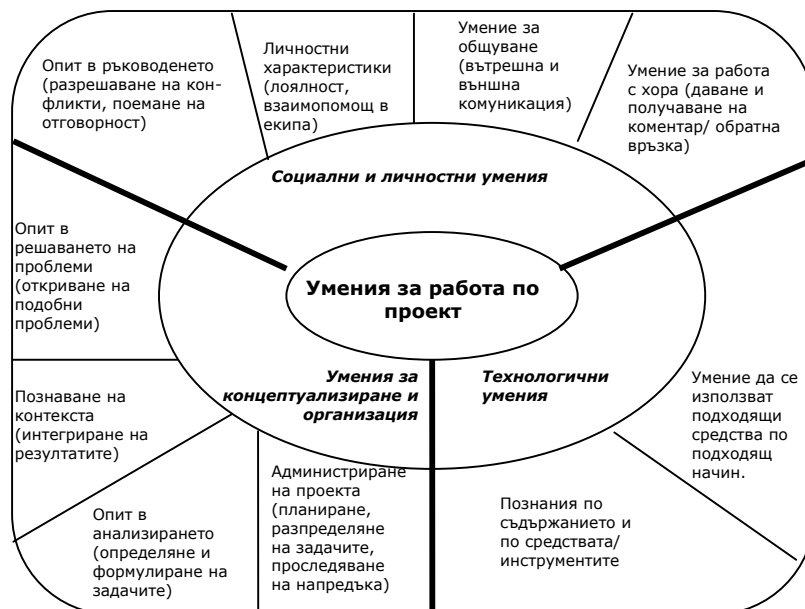 Опит в ръководенето
(разрешаване на кон-
фликти, поемане на
отговорност)
Личностни
характеристики
(лоялност,
взаимопомощ в
екипа)
Умение за
общуване
(вътрешна и
външна
комуникация)
Умение за работа
с хора (даване и
получаване на
коментар/ обратна
връзка)
Социални и личностни умения
Опит в
решаването на
проблеми
(откриване на
подобни
проблеми)
Умения за работа по
проект
Умения за
концептуализиране и
организация
Технологични
умения
Познаване на
контекста
(интегриране на
резултатите)
Умение да се
използват
подходящи
средства по
подходящ
начин.
Опит в
анализирането
(определяне и
формулиране на
задачите)
Администриране
на проекта
(планиране,
разпределяне
на задачите,
проследяване
на напредъка)
Познания по
съдържанието и
по средствата/
инструментите